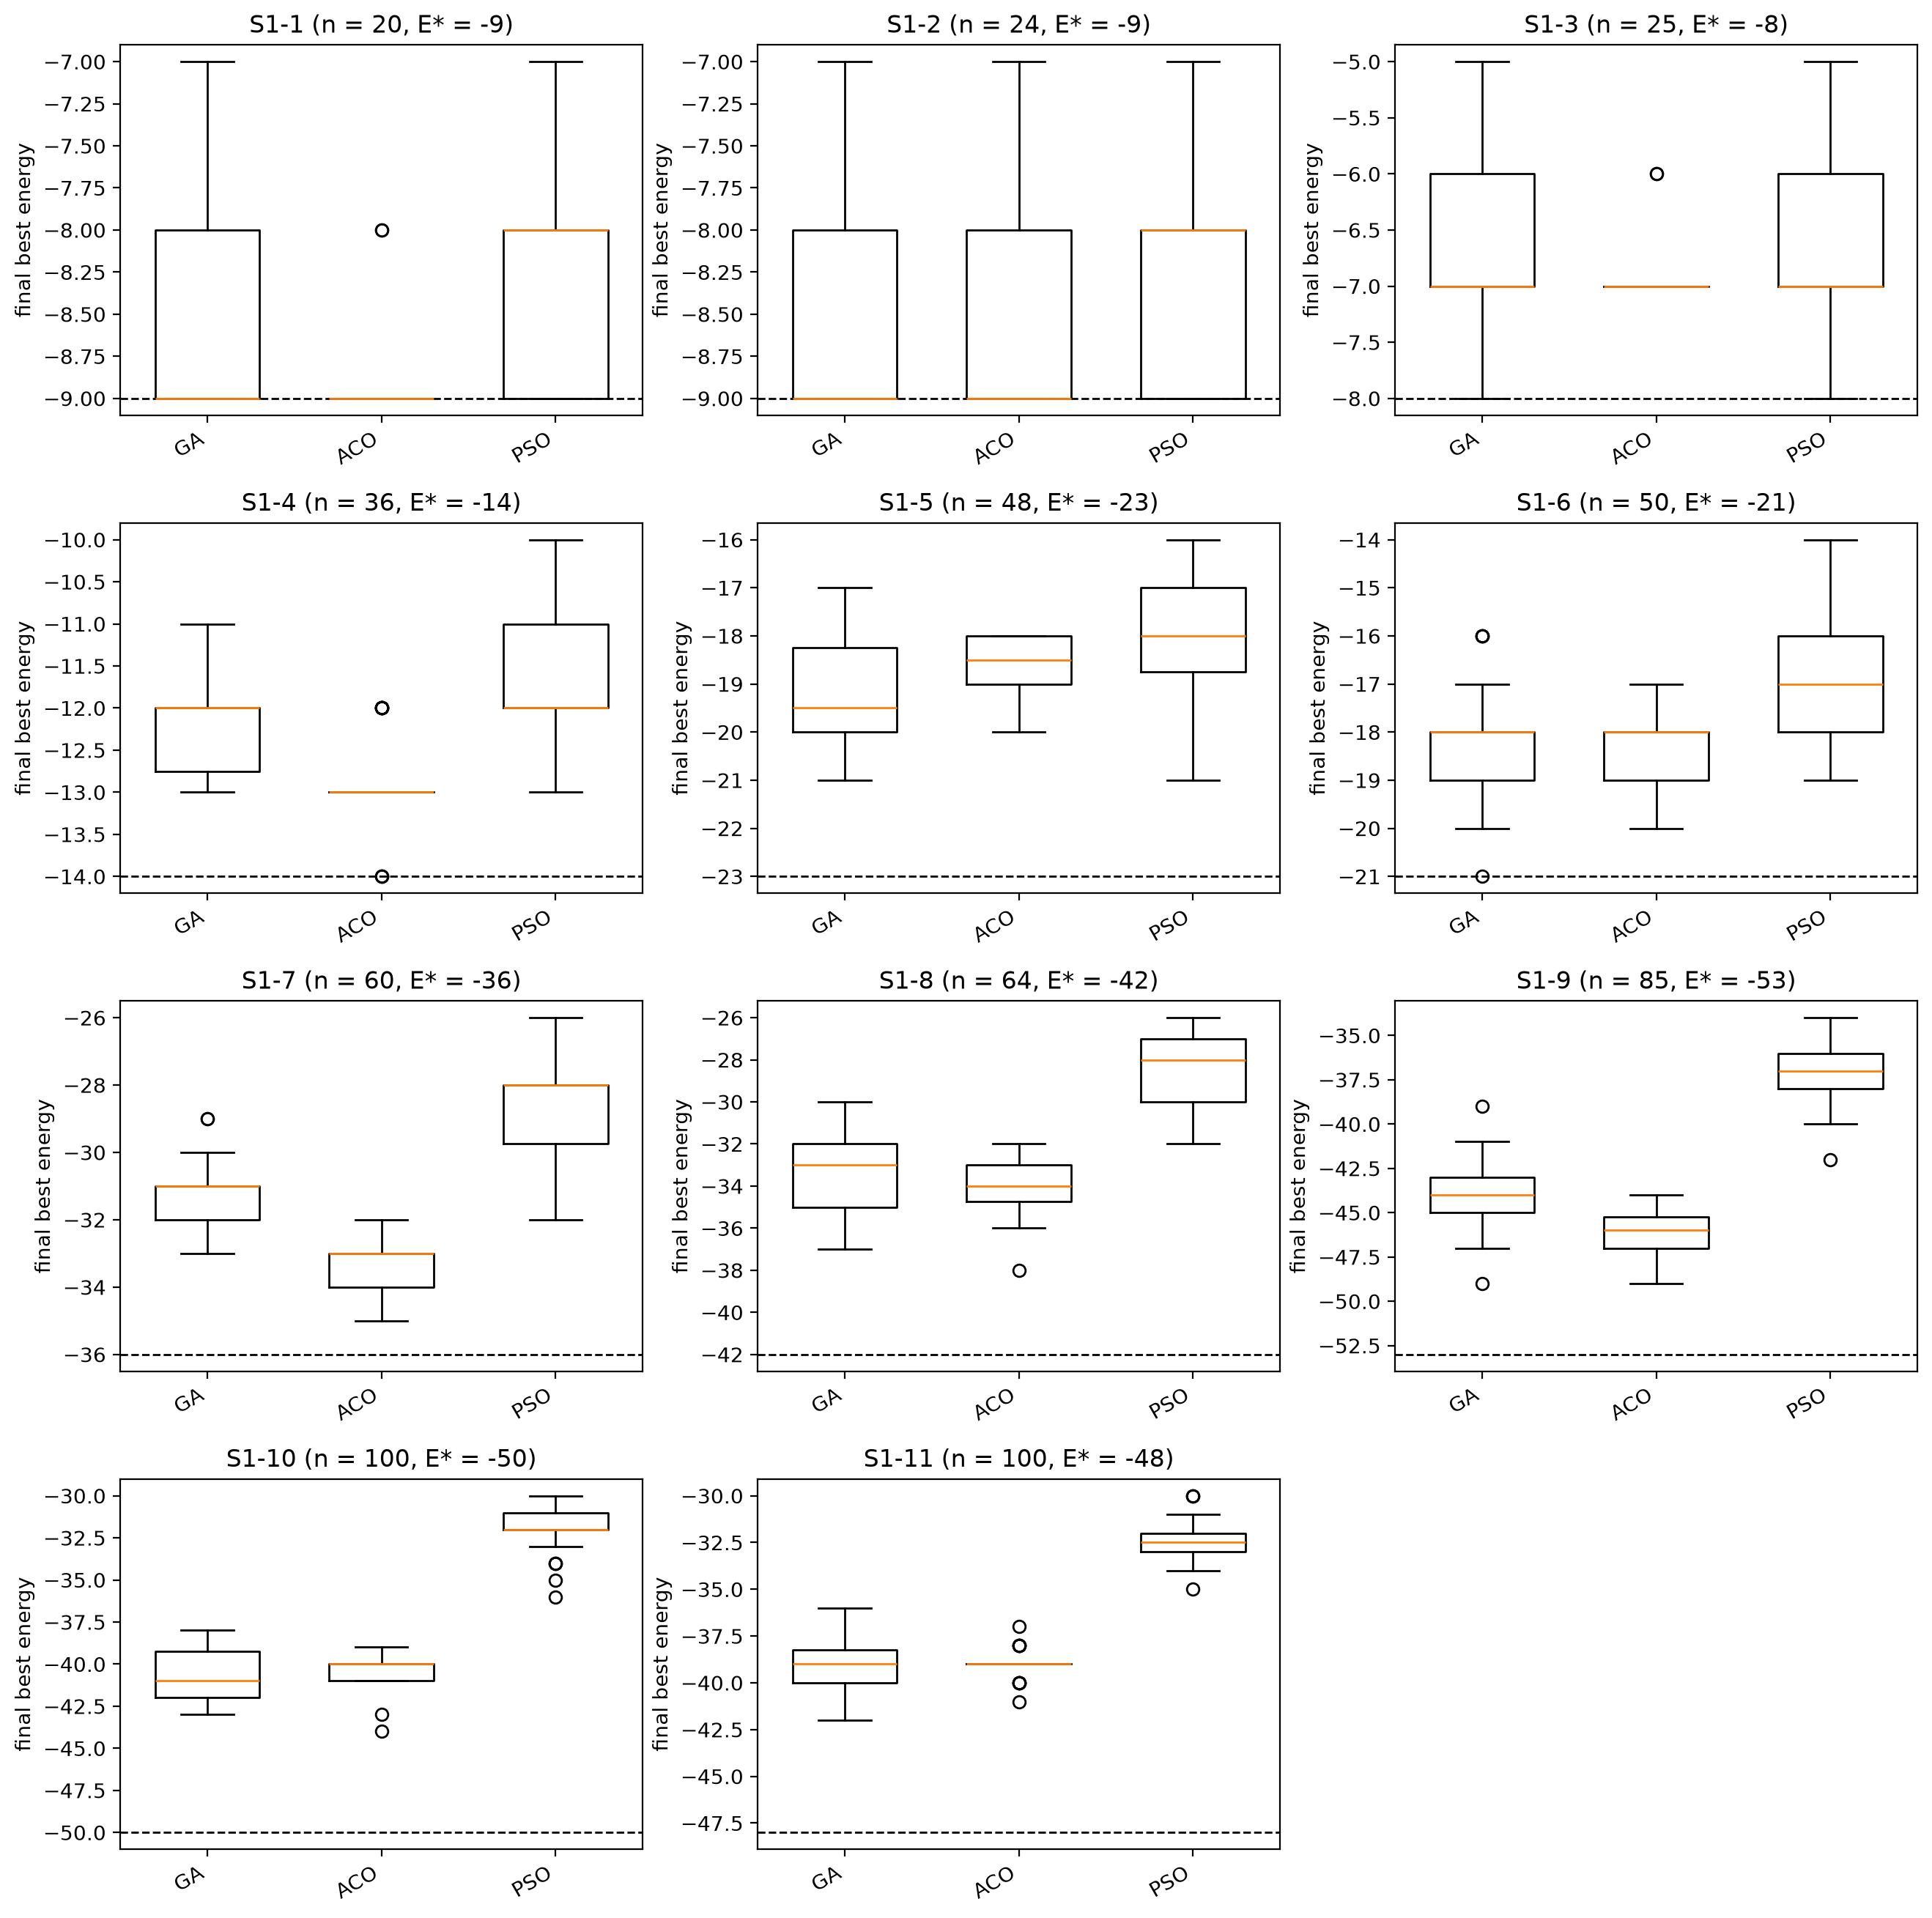 S1-1 (n = 20, E* = -9)
final best energy
−7.00
−7.25
−7.50
−7.75
−8.00
−8.25
−8.50
−8.75
−9.00
GA
ACO
PSO
S1-2 (n = 24, E* = -9)
final best energy
−7.00
−7.25
−7.50
−7.75
−8.00
−8.25
−8.50
−8.75
−9.00
GA
ACO
PSO
S1-3 (n = 25, E* = -8)
final best energy
−5.0
−5.5
−6.0
−6.5
−7.0
−7.5
−8.0
GA
ACO
PSO
S1-4 (n = 36, E* = -14)
final best energy
−10.0
−10.5
−11.0
−11.5
−12.0
−12.5
−13.0
−13.5
−14.0
GA
ACO
PSO
S1-5 (n = 48, E* = -23)
final best energy
−16
−17
−18
−19
−20
−21
−22
−23
GA
ACO
PSO
S1-6 (n = 50, E* = -21)
final best energy
−14
−15
−16
−17
−18
−19
−20
−21
GA
ACO
PSO
S1-7 (n = 60, E* = -36)
final best energy
−26
−28
−30
−32
−34
−36
GA
ACO
PSO
S1-8 (n = 64, E* = -42)
final best energy
−26
−28
−30
−32
−34
−36
−38
−40
−42
GA
ACO
PSO
S1-9 (n = 85, E* = -53)
final best energy
−35.0
−37.5
−40.0
−42.5
−45.0
−47.5
−50.0
−52.5
GA
ACO
PSO
S1-10 (n = 100, E* = -50)
final best energy
−30.0
−32.5
−35.0
−37.5
−40.0
−42.5
−45.0
−47.5
−50.0
GA
ACO
PSO
S1-11 (n = 100, E* = -48)
final best energy
−30.0
−32.5
−35.0
−37.5
−40.0
−42.5
−45.0
−47.5
GA
ACO
PSO